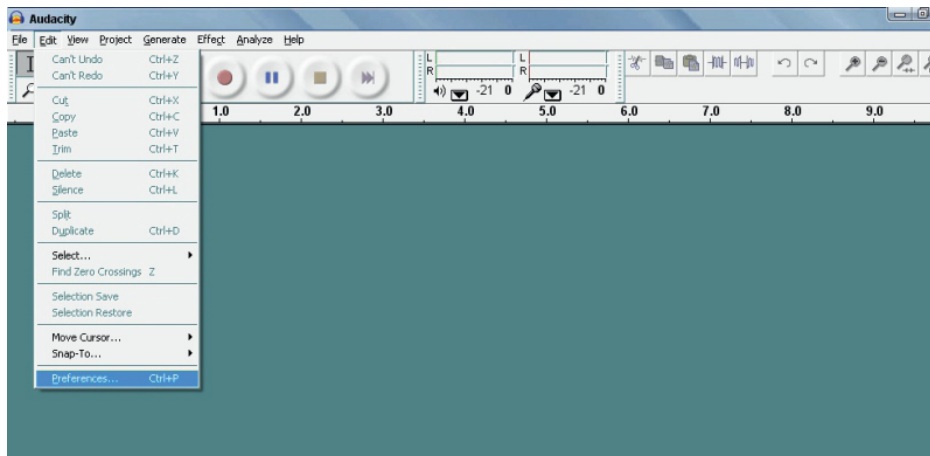 Audacity
File Edit View Project Generate Effect Analyze Help
Can't Undo Ctrl+Z
Can't Redo Ctrl+Y
Cut Ctrl+X
Copy Ctrl+C
Paste Ctrl+V
Trim Ctrl+T
Delete Ctrl+K
Silence Ctrl+L
Split
Duplicate Ctrl+D
Select...
Find Zero Crossings Z
Selection Save
Selection Restore
Move Cursor...
Snap-To...
Preferences... Ctrl+P
L L
R R
-21 0 -21 0
1.0 2.0 3.0 4.0 5.0 6.0 7.0 8.0 9.0